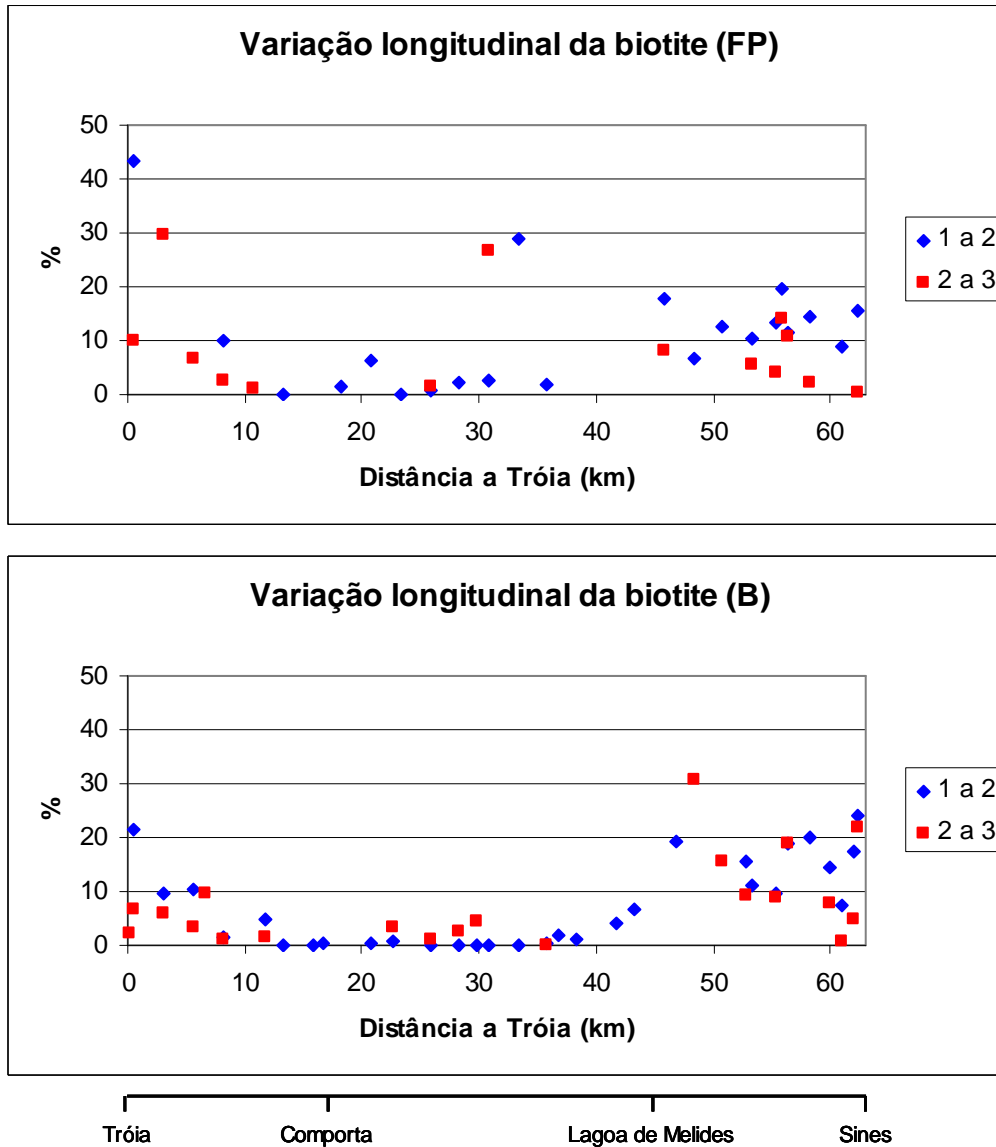 Variação longitudinal da biotite (FP)
50
40
30
20
10
0
%
0 10 20 30 40 50 60
Distância a Tróia (km)
1 a 2
2 a 3
Variação longitudinal da biotite (B)
50
40
30
20
10
0
%
0 10 20 30 40 50 60
Distância a Tróia (km)
1 a 2
2 a 3
Tróia Comporta Lagoa de Melides Sines